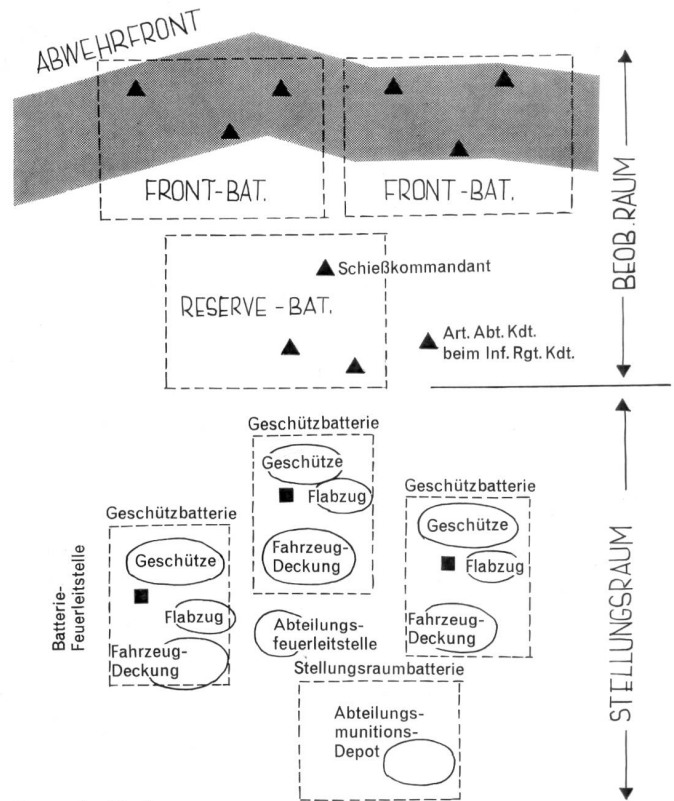 ABWEHRFRONT
FRONT-BAT.
FRONT-BAT.
BEOB. RAUM
Schießkommandant
RESERVE-BAT.
Art. Abt. Kdt.
beim Inf. Rgt. Kdt.
Geschützbatterie
Geschütze
Flabzug
Fahrzeug-
Deckung
Geschützbatterie
Geschütze
Flabzug
Fahrzeug-
Deckung
Geschützbatterie
Geschütze
Flabzug
Fahrzeug-
Deckung
Batterie-
Feuerleitstelle
Abteilungs-
feuerleitstelle
Stellungsraumbatterie
Abteilungs-
munitions-
Depot
STELLUNGSRAUM